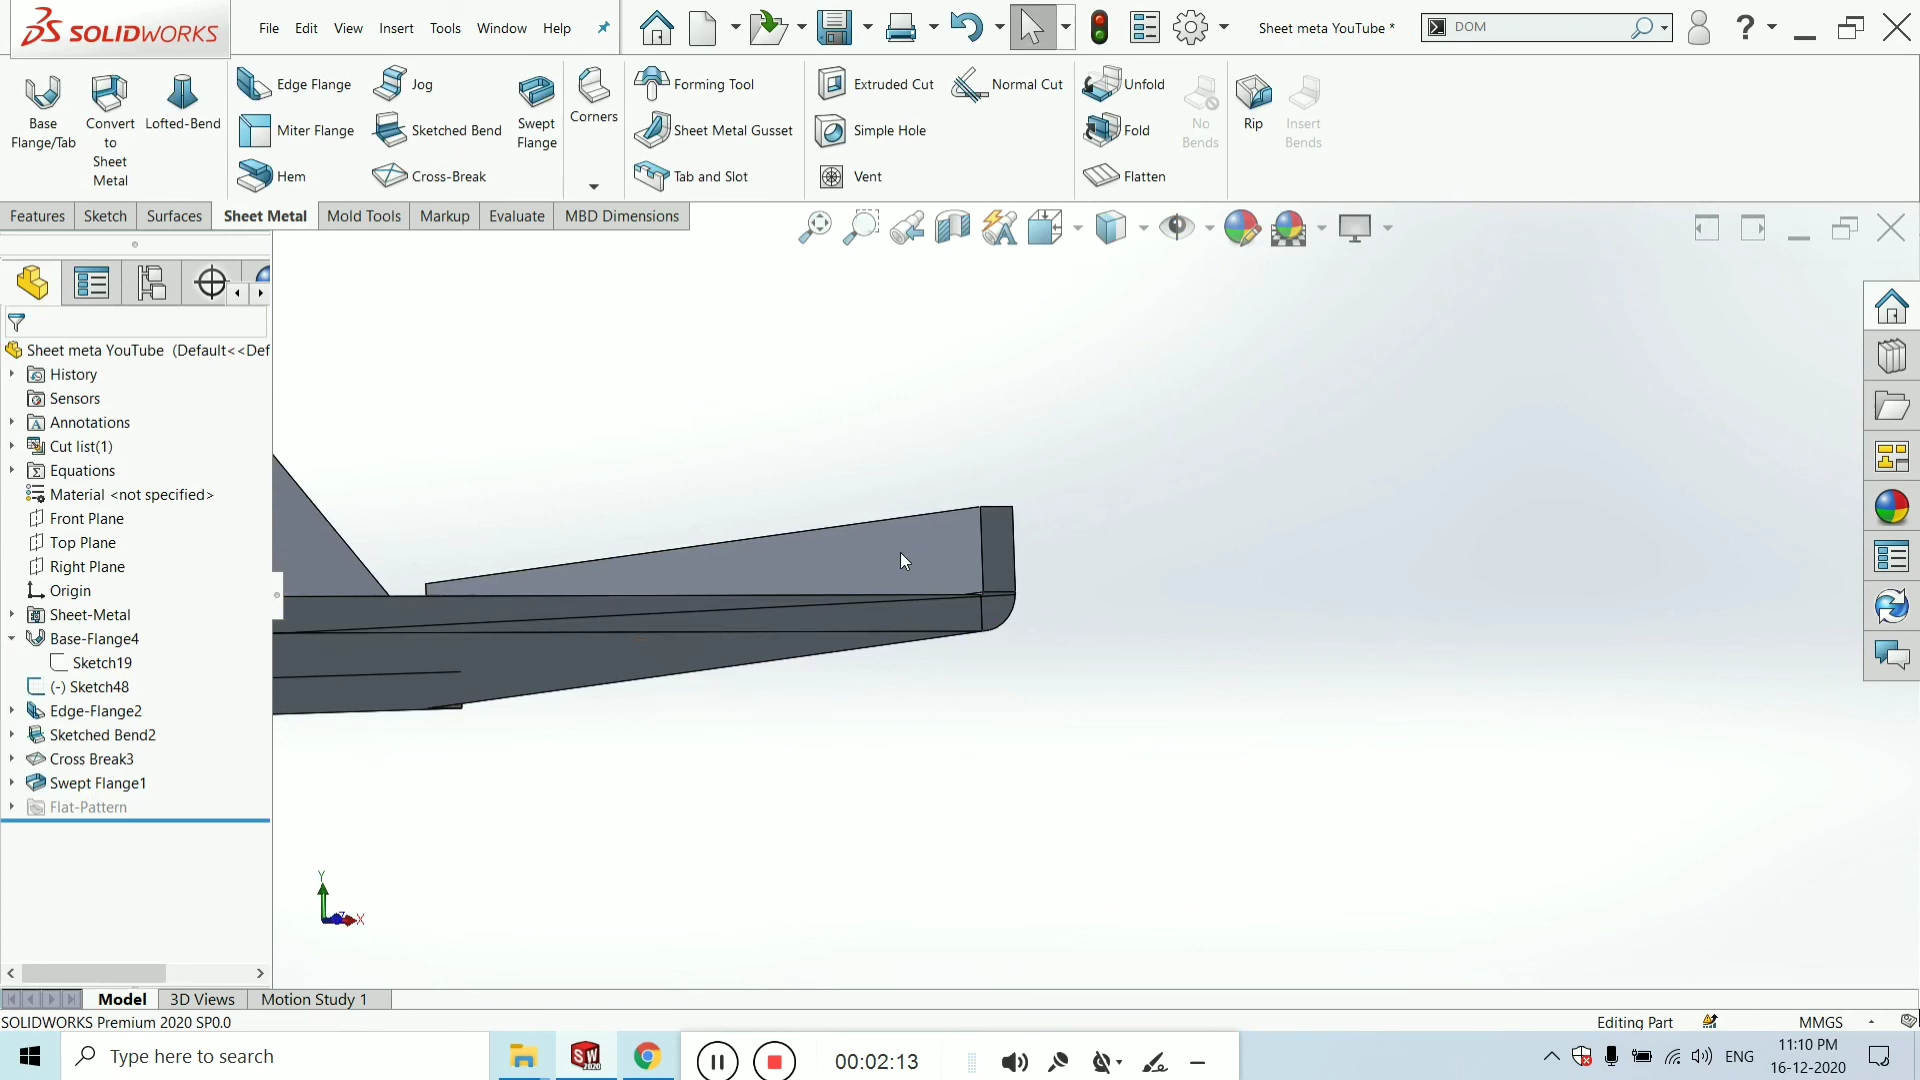 SOLIDWORKS
File Edit View Insert Tools Window Help
Sheet meta YouTube *
DOM
Base Flange/Tab
Convert to Sheet Metal
Lofted-Bend
Edge Flange
Miter Flange
Hem
Jog
Sketched Bend
Cross-Break
Swept Flange
Corners
Forming Tool
Sheet Metal Gusset
Tab and Slot
Extruded Cut
Simple Hole
Vent
Normal Cut
Unfold
Fold
Flatten
No Bends
Rip
Insert Bends
Features Sketch Surfaces Sheet Metal Mold Tools Markup Evaluate MBD Dimensions
Sheet meta YouTube (Default<<Def
History
Sensors
Annotations
Cut list(1)
Equations
Material <not specified>
Front Plane
Top Plane
Right Plane
Origin
Sheet-Metal
Base-Flange4
Sketch19
(-) Sketch48
Edge-Flange2
Sketched Bend2
Cross Break3
Swept Flange1
Flat-Pattern
Y
Z
X
Model 3D Views Motion Study 1
SOLIDWORKS Premium 2020 SP0.0
Editing Part
MMGS
Type here to search
SW
2020
00:02:13
ENG
11:10 PM
16-12-2020